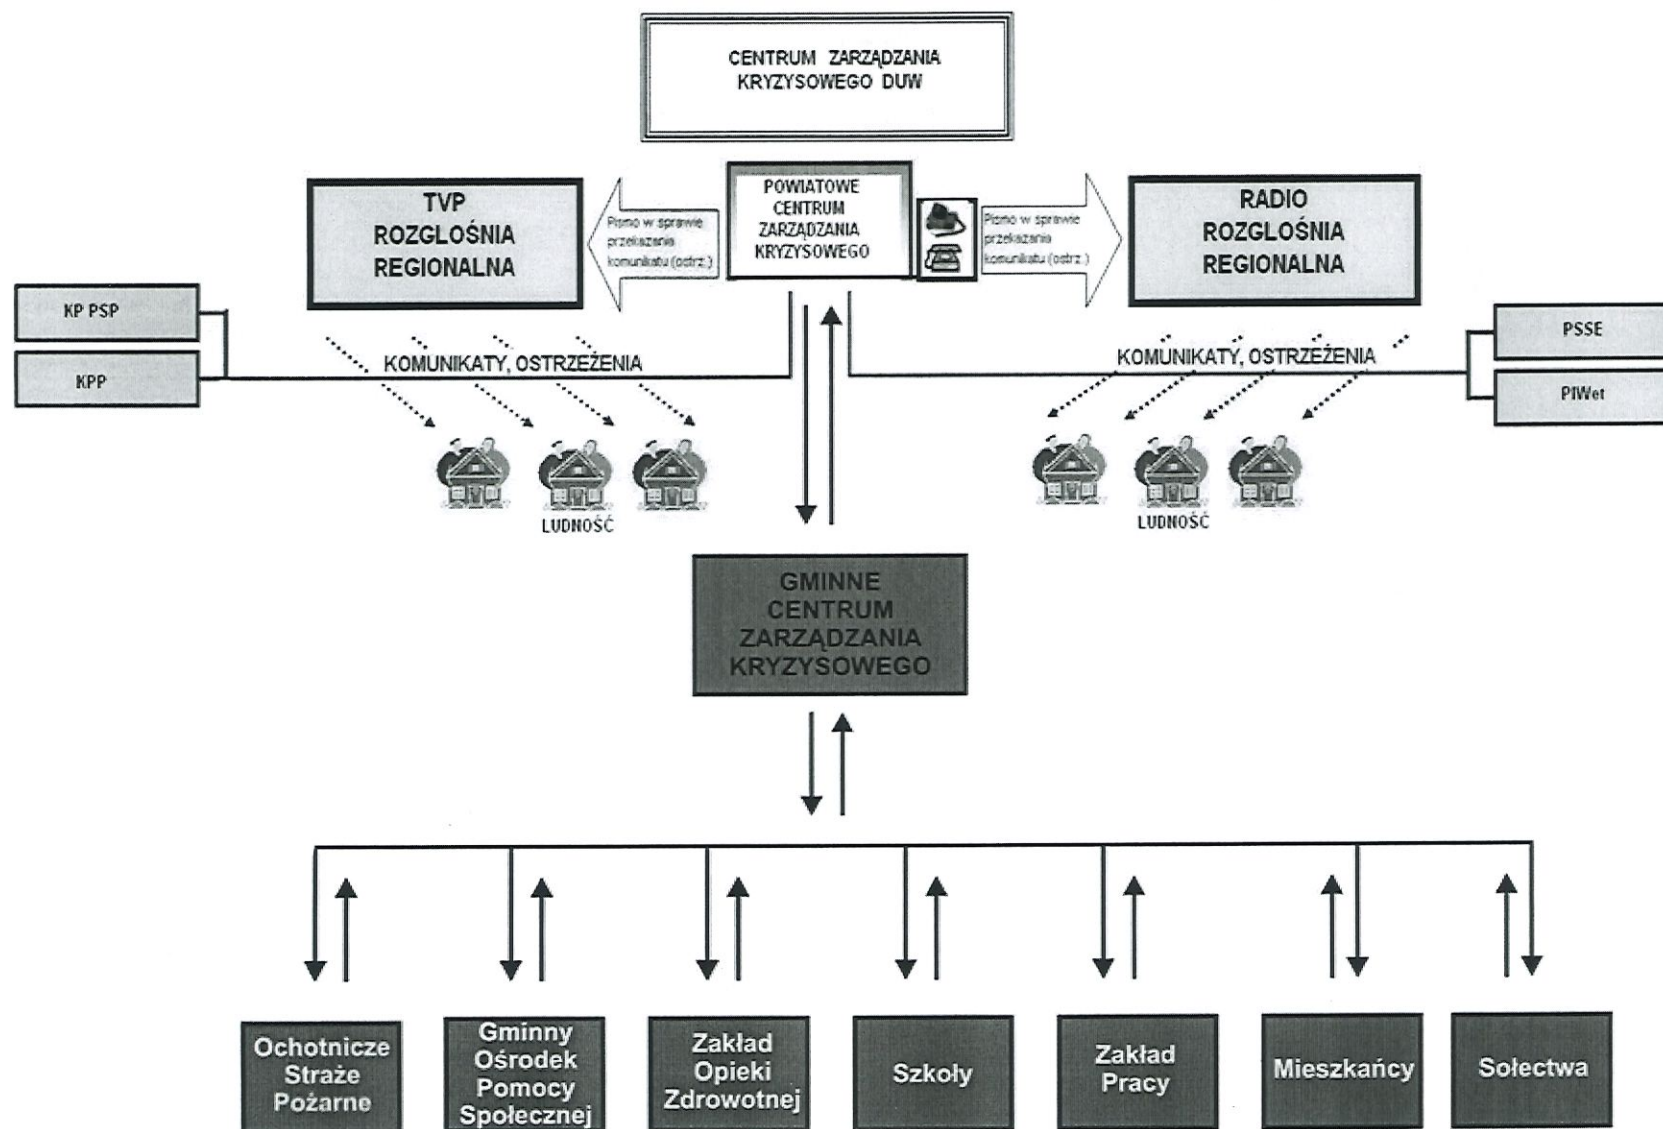 CENTRUM ZARZĄDZANIA
KRYZYSOWEGO DUW
TVP
ROZGLOŚNIA
REGIONALNA
Pismo w sprawie
przekazania
komunikatu (ostrz.)
POWIATOWE
CENTRUM
ZARZĄDZANIA
KRYZYSOWEGO
Pismo w sprawie
przekazania
komunikatu (ostrz.)
RADIO
ROZGLOŚNIA
REGIONALNA
KP PSP
KPP
PSSE
PIWet
KOMUNIKATY, OSTRZEŻENIA
KOMUNIKATY, OSTRZEŻENIA
LUDNOŚĆ
LUDNOŚĆ
GMINNE
CENTRUM
ZARZĄDZANIA
KRYZYSOWEGO
Ochotnicze
Straże
Pożarne
Gminny
Ośrodek
Pomocy
Społecznej
Zakład
Opieki
Zdrowotnej
Szkoły
Zakład
Pracy
Mieszkańcy
Sołectwa